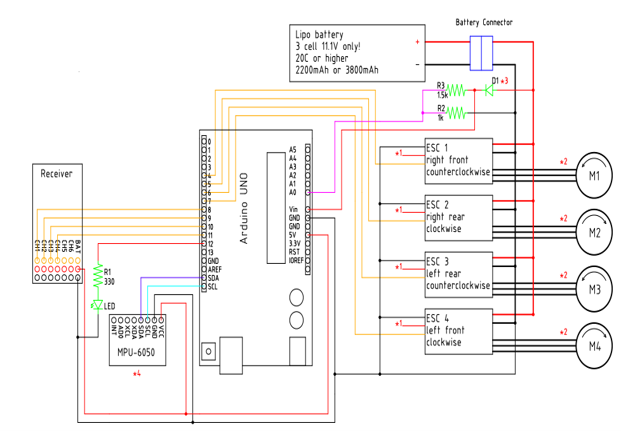 Battery Connector
Lipo battery
3 cell 11.1V only!
20C or higher
2200mAh or 3800mAh
+
-
R3
1.5k
D1 *3
R2
1k
Receiver
CH1
CH2
CH3
CH4
CH5
CH6
BAT
R1
330
LED
Arduino UNO
0
1
2
3
4
5
6
7
8
9
10
11
12
13
GND
AREF
SDA
SCL
A5
A4
A3
A2
A1
A0
Vin
GND
GND
5V
3.3V
RST
IOREF
INT
ADO
XCL
XDA
SDA
SCL
GND
VCC
MPU-6050
*4
*1
ESC 1
right front
counterclockwise
*2
M1
*1
ESC 2
right rear
clockwise
*2
M2
*1
ESC 3
left rear
counterclockwise
*2
M3
*1
ESC 4
left front
clockwise
*2
M4